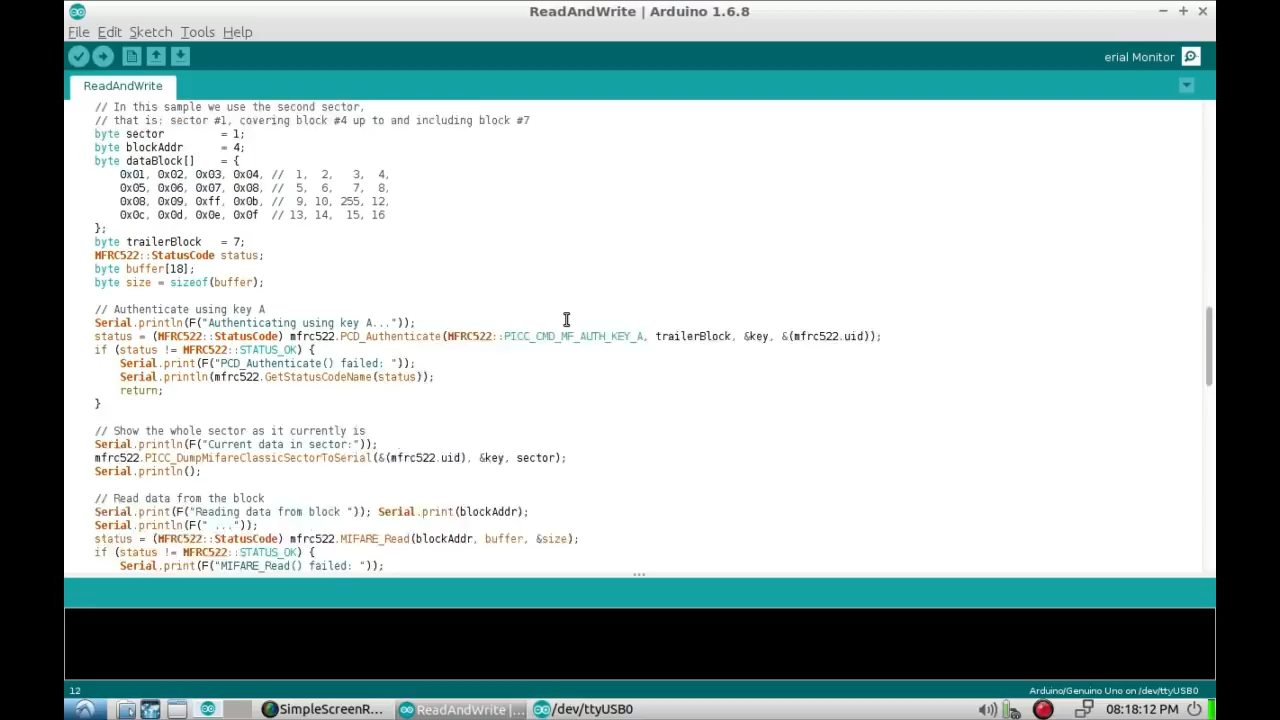 ReadAndWrite | Arduino 1.6.8
File Edit Sketch Tools Help
erial Monitor
ReadAndWrite
// In this sample we use the second sector,
// that is: sector #1, covering block #4 up to and including block #7
byte sector         = 1;
byte blockAddr      = 4;
byte dataBlock[]    = {
    0x01, 0x02, 0x03, 0x04, //  1,  2,   3,  4,
    0x05, 0x06, 0x07, 0x08, //  5,  6,   7,  8,
    0x08, 0x09, 0xff, 0x0b, //  9, 10, 255, 12,
    0x0c, 0x0d, 0x0e, 0x0f  // 13, 14,  15, 16
};
byte trailerBlock   = 7;
MFRC522::StatusCode status;
byte buffer[18];
byte size = sizeof(buffer);
// Authenticate using key A
Serial.println(F("Authenticating using key A..."));
status = (MFRC522::StatusCode) mfrc522.PCD_Authenticate(MFRC522::PICC_CMD_MF_AUTH_KEY_A, trailerBlock, &key, &(mfrc522.uid));
if (status != MFRC522::STATUS_OK) {
    Serial.print(F("PCD_Authenticate() failed: "));
    Serial.println(mfrc522.GetStatusCodeName(status));
    return;
}
// Show the whole sector as it currently is
Serial.println(F("Current data in sector:"));
mfrc522.PICC_DumpMifareClassicSectorToSerial(&(mfrc522.uid), &key, sector);
Serial.println();
// Read data from the block
Serial.print(F("Reading data from block ")); Serial.print(blockAddr);
Serial.println(F(" ..."));
status = (MFRC522::StatusCode) mfrc522.MIFARE_Read(blockAddr, buffer, &size);
if (status != MFRC522::STATUS_OK) {
    Serial.print(F("MIFARE_Read() failed: "));
12
Arduino/Genuino Uno on /dev/ttyUSB0
SimpleScreenR... ReadAndWrite |... /dev/ttyUSB0 08:18:12 PM